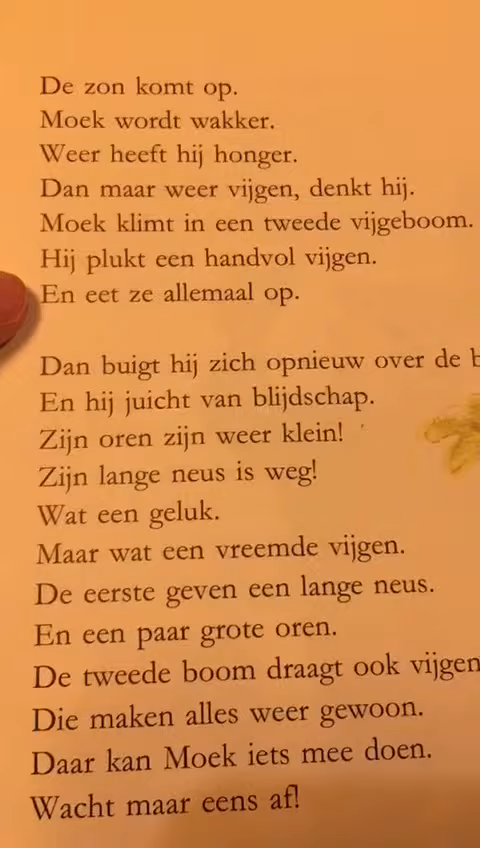 De zon komt op.
Moek wordt wakker.
Weer heeft hij honger.
Dan maar weer vijgen, denkt hij.
Moek klimt in een tweede vijgeboom.
Hij plukt een handvol vijgen.
En eet ze allemaal op.
Dan buigt hij zich opnieuw over de
En hij juicht van blijdschap.
Zijn oren zijn weer klein!
Zijn lange neus is weg!
Wat een geluk.
Maar wat een vreemde vijgen.
De eerste geven een lange neus.
En een paar grote oren.
De tweede boom draagt ook vijgen
Die maken alles weer gewoon.
Daar kan Moek iets mee doen.
Wacht maar eens af!